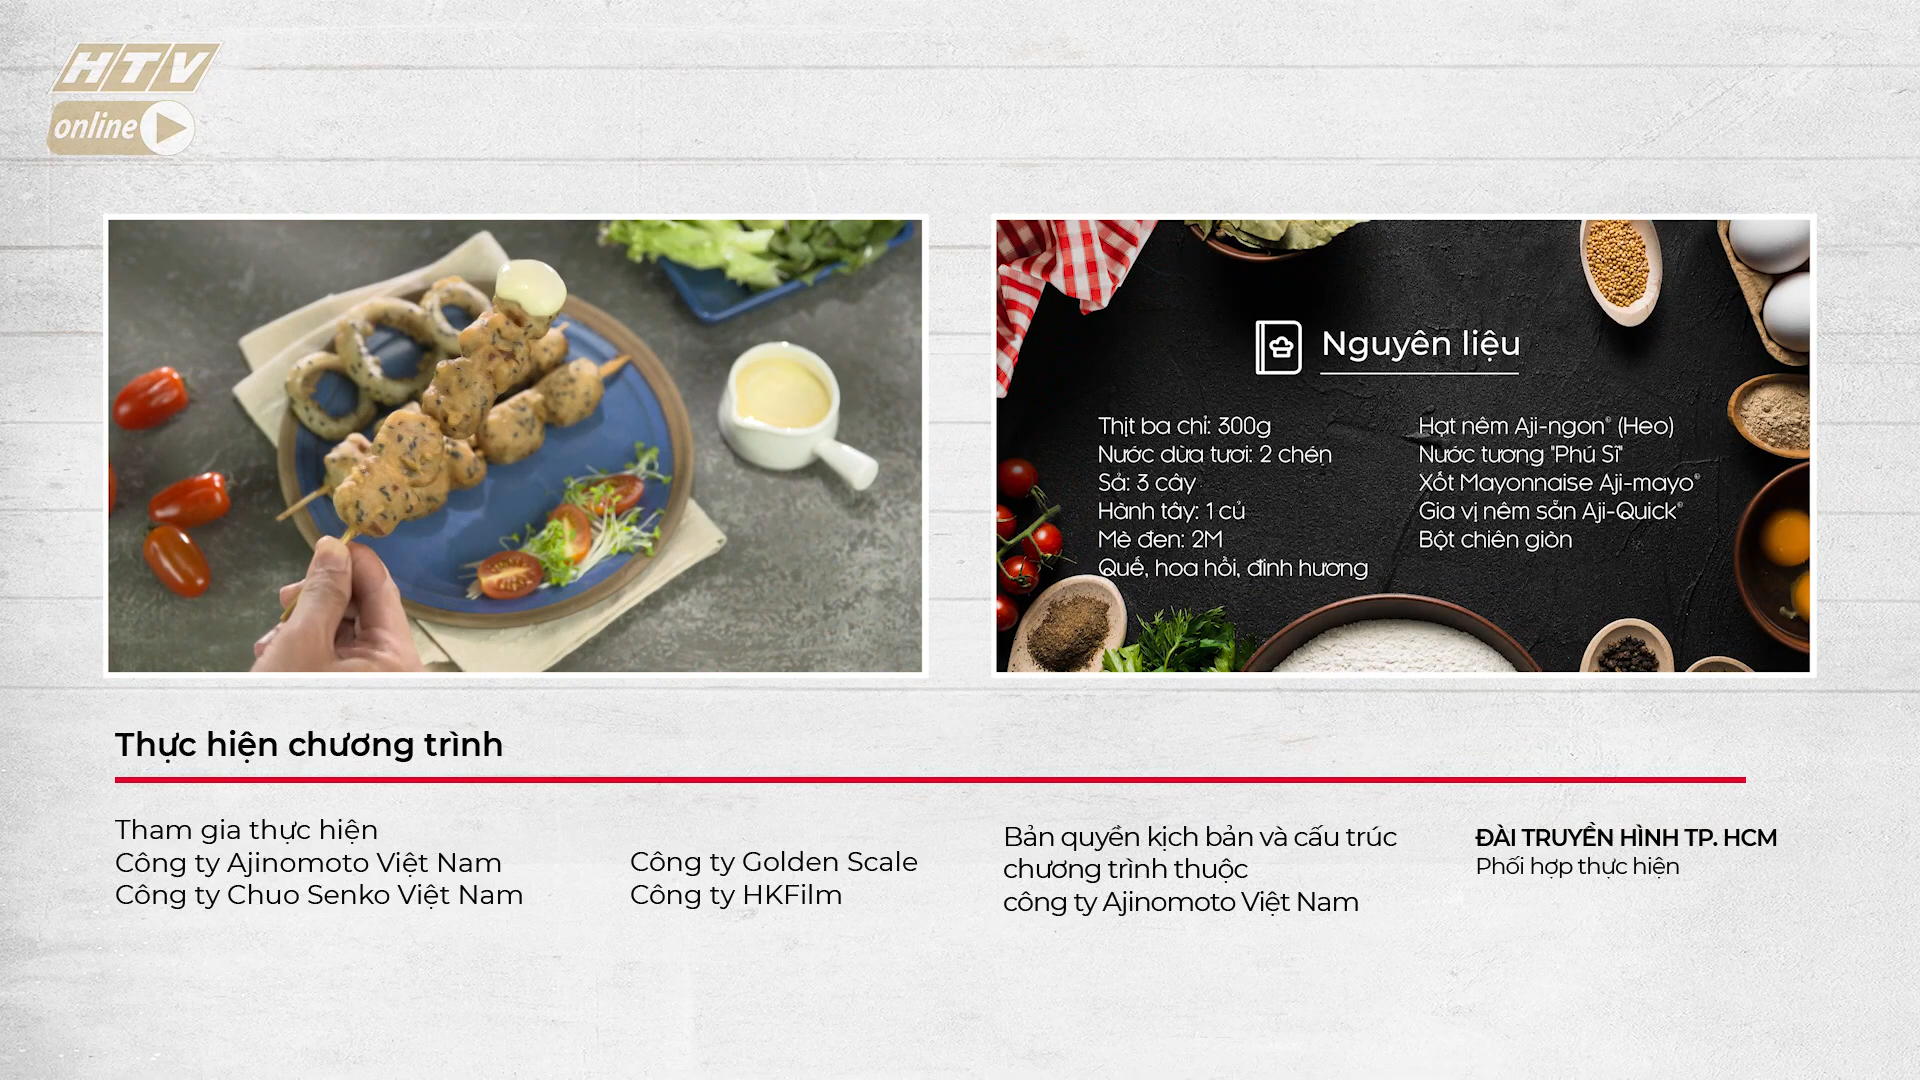 HTV
online
Nguyên liệu
Thịt ba chỉ: 300g
Nước dừa tươi: 2 chén
Sả: 3 cây
Hành tây: 1 củ
Mè đen: 2M
Quế, hoa hồi, đinh hương
Hạt nêm Aji-ngon® (Heo)
Nước tương "Phú Sĩ"
Xốt Mayonnaise Aji-mayo®
Gia vị nêm sẵn Aji-Quick®
Bột chiên giòn
Thực hiện chương trình
Tham gia thực hiện
Công ty Ajinomoto Việt Nam
Công ty Chuo Senko Việt Nam
Công ty Golden Scale
Công ty HKFilm
Bản quyền kịch bản và cấu trúc
chương trình thuộc
công ty Ajinomoto Việt Nam
ĐÀI TRUYỀN HÌNH TP. HCM
Phối hợp thực hiện